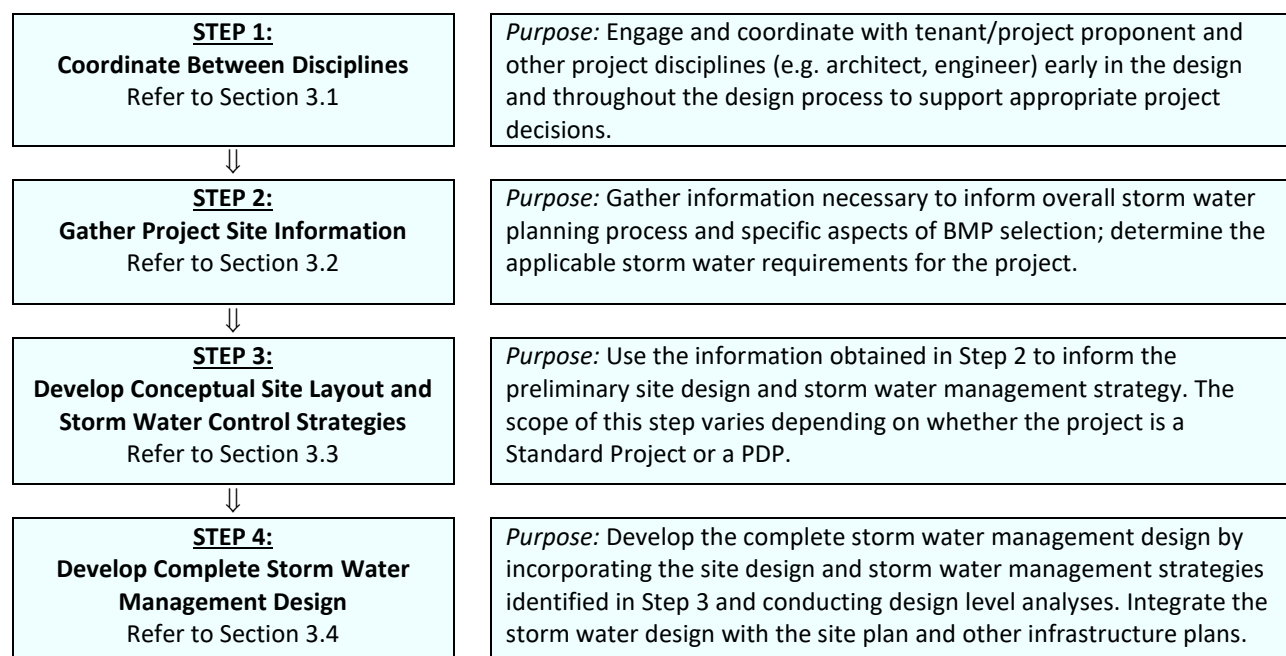 STEP 1:
Coordinate Between Disciplines
Refer to Section 3.1
Purpose: Engage and coordinate with tenant/project proponent and
other project disciplines (e.g. architect, engineer) early in the design
and throughout the design process to support appropriate project
decisions.
⇓
STEP 2:
Gather Project Site Information
Refer to Section 3.2
Purpose: Gather information necessary to inform overall storm water
planning process and specific aspects of BMP selection; determine the
applicable storm water requirements for the project.
⇓
STEP 3:
Develop Conceptual Site Layout and
Storm Water Control Strategies
Refer to Section 3.3
Purpose: Use the information obtained in Step 2 to inform the
preliminary site design and storm water management strategy. The
scope of this step varies depending on whether the project is a
Standard Project or a PDP.
⇓
STEP 4:
Develop Complete Storm Water
Management Design
Refer to Section 3.4
Purpose: Develop the complete storm water management design by
incorporating the site design and storm water management strategies
identified in Step 3 and conducting design level analyses. Integrate the
storm water design with the site plan and other infrastructure plans.